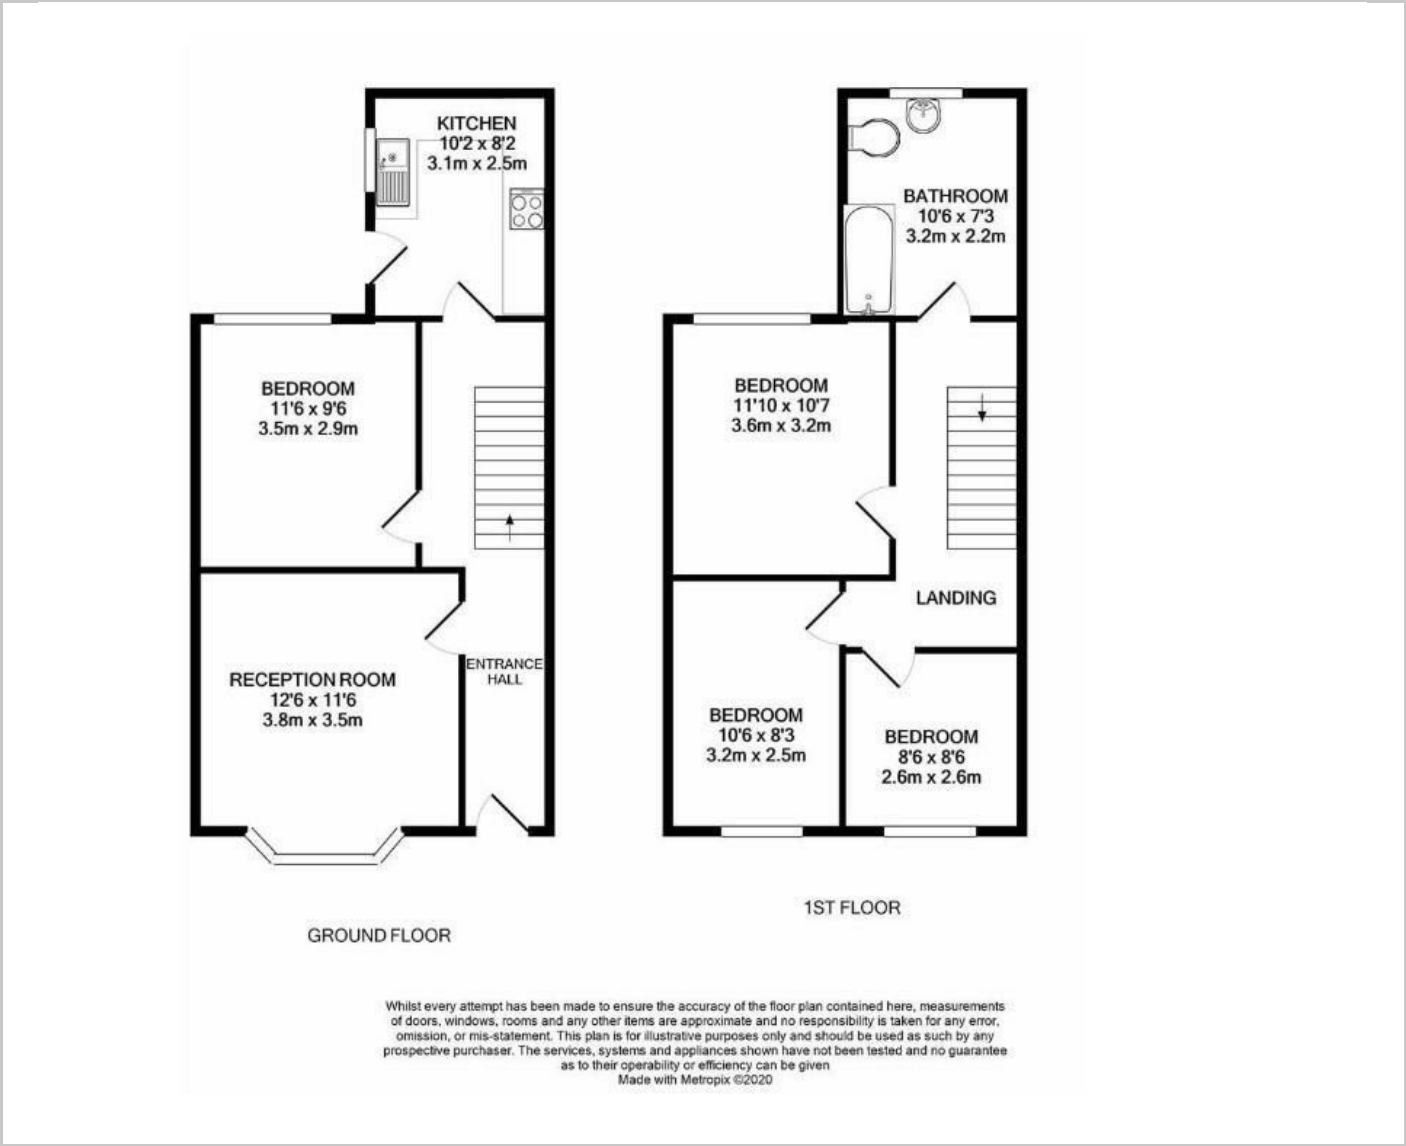 KITCHEN
10'2 x 8'2
3.1m x 2.5m
BEDROOM
11'6 x 9'6
3.5m x 2.9m
RECEPTION ROOM
12'6 x 11'6
3.8m x 3.5m
ENTRANCE
HALL
GROUND FLOOR
BATHROOM
10'6 x 7'3
3.2m x 2.2m
BEDROOM
11'10 x 10'7
3.6m x 3.2m
LANDING
BEDROOM
10'6 x 8'3
3.2m x 2.5m
BEDROOM
8'6 x 8'6
2.6m x 2.6m
1ST FLOOR
Whilst every attempt has been made to ensure the accuracy of the floor plan contained here, measurements
of doors, windows, rooms and any other items are approximate and no responsibility is taken for any error,
omission, or mis-statement. This plan is for illustrative purposes only and should be used as such by any
prospective purchaser. The services, systems and appliances shown have not been tested and no guarantee
as to their operability or efficiency can be given
Made with Metropix ©2020